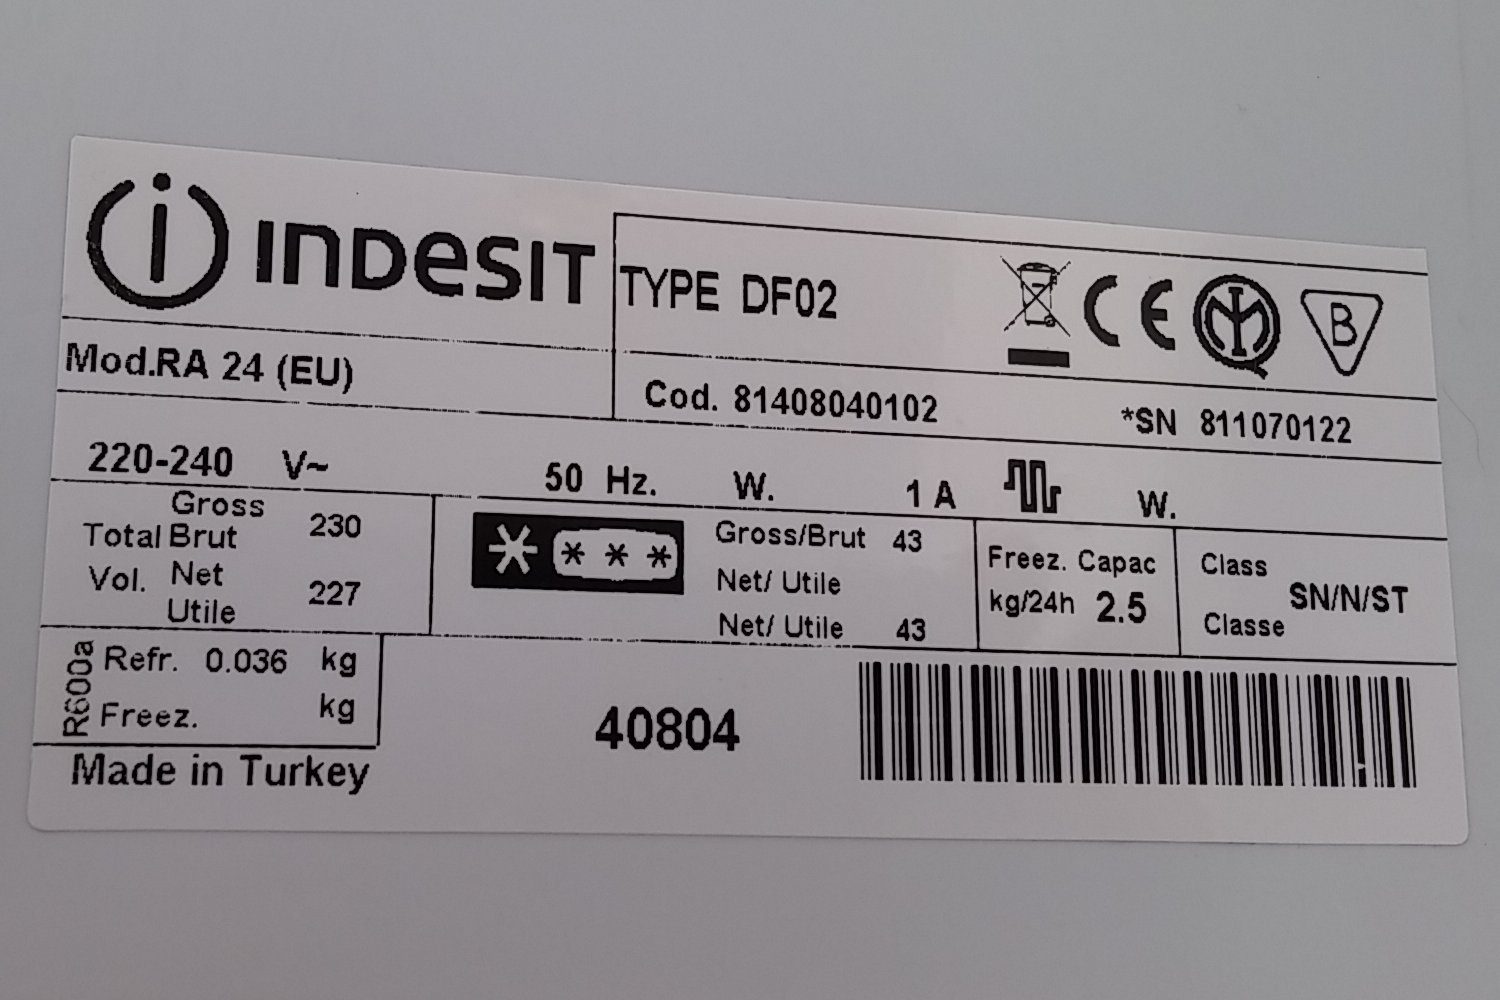 INDESIT
TYPE DF02
CE
B
Mod.RA 24 (EU)
Cod. 81408040102 *SN 811070122
220-240 V~ 50 Hz. W. 1 A W.
Total Vol.
Gross Brut 230
Net Utile 227
Gross/Brut 43
Net/ Utile
Net/ Utile 43
Freez. Capac
kg/24h 2.5
Class
SN/N/ST
Classe
R600a
Refr. 0.036 kg
Freez. kg
40804
Made in Turkey